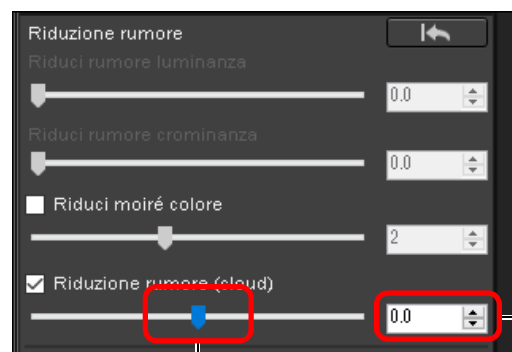 Riduzione rumore
Riduci rumore luminanza
0.0
Riduci rumore crominanza
0.0
Riduci moiré colore
2
Riduzione rumore (cloud)
0.0